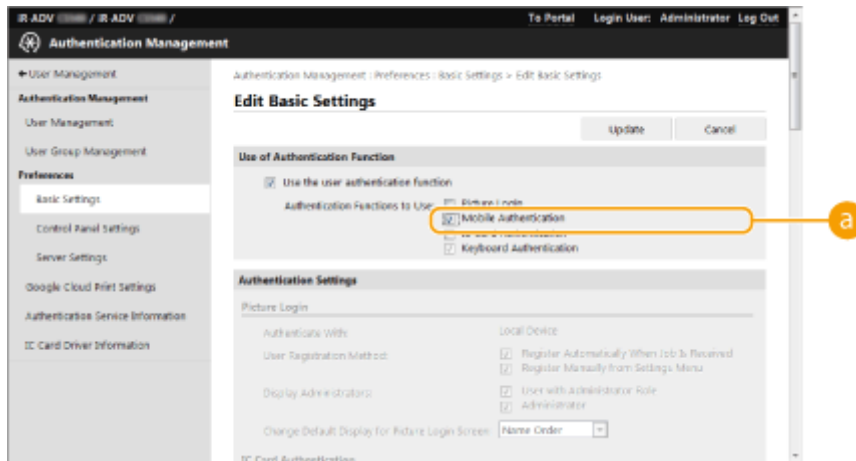 iR-ADV / iR-ADV /
To Portal Login User: Administrator Log Out
Authentication Management
User Management
Authentication Management : Preferences : Basic Settings > Edit Basic Settings
Authentication Management
Edit Basic Settings
User Management
Update Cancel
User Group Management
Use of Authentication Function
Preferences
Use the user authentication function
Basic Settings
Authentication Functions to Use: Picture Login
Mobile Authentication
a
Control Panel Settings
Keyboard Authentication
Server Settings
Google Cloud Print Settings
Authentication Settings
Picture Login
Authentication Service Information
Authenticate With: Local Device
IC Card Driver Information
User Registration Method: Register Automatically When Job Is Received
Register Manually from Settings Menu
Display Administrators: User with Administrator Role
Administrator
Change Default Display for Picture Login Screen: Name Order
IC Card Authentication